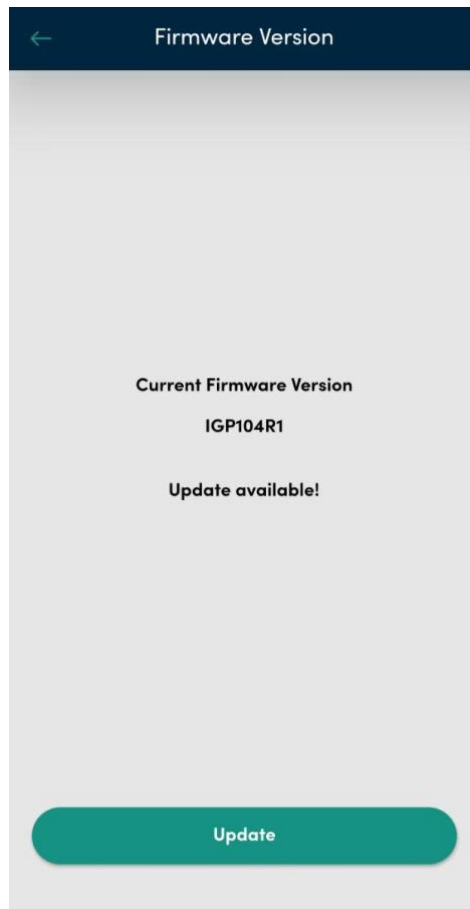 Firmware Version
Current Firmware Version
IGP104R1
Update available!
Update